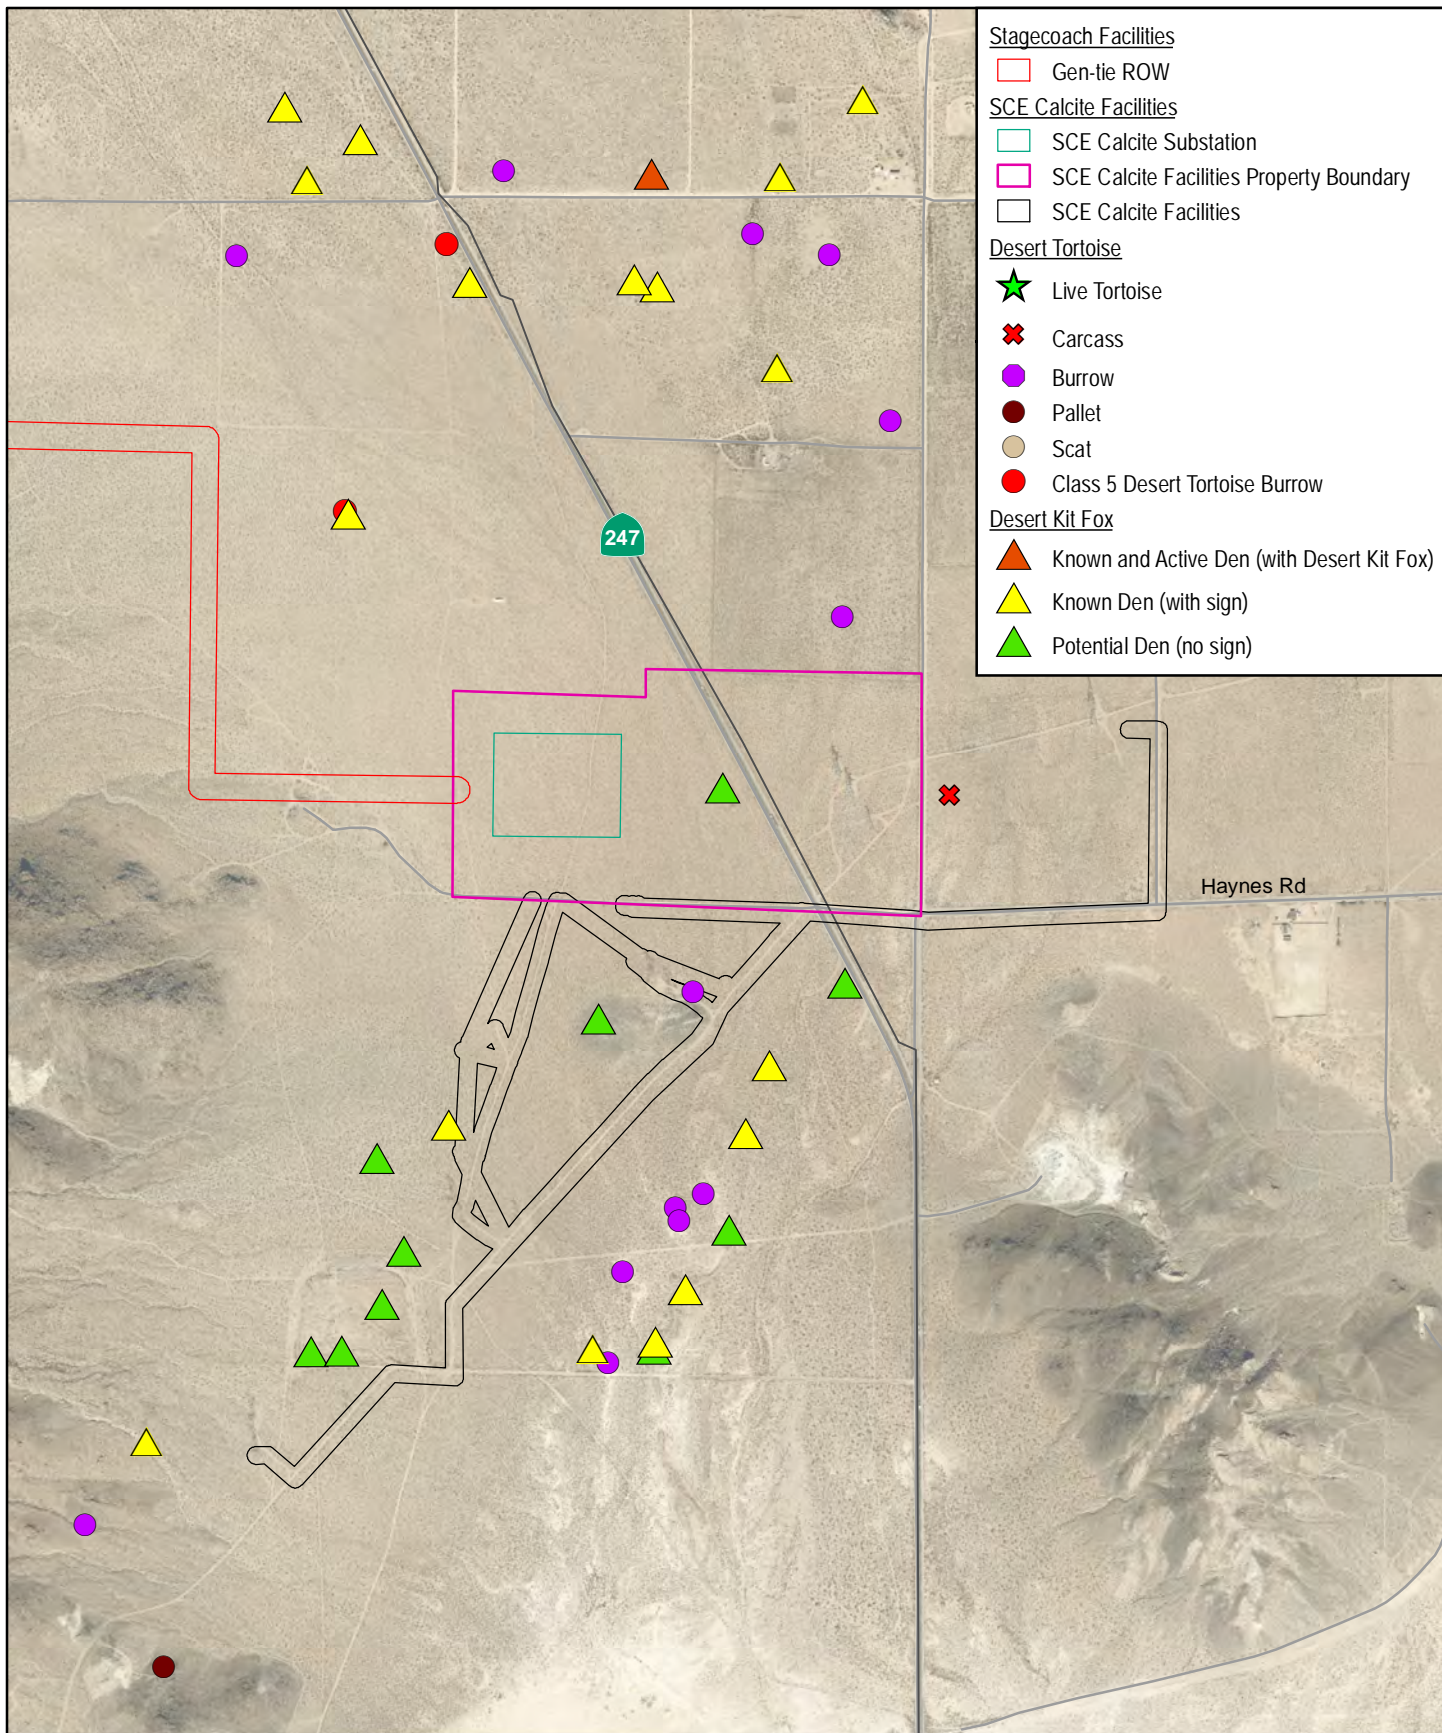 Stagecoach Facilities
Gen-tie ROW
SCE Calcite Facilities
SCE Calcite Substation
SCE Calcite Facilities Property Boundary
SCE Calcite Facilities
Desert Tortoise
Live Tortoise
Carcass
Burrow
Pallet
Scat
Class 5 Desert Tortoise Burrow
Desert Kit Fox
Known and Active Den (with Desert Kit Fox)
Known Den (with sign)
Potential Den (no sign)
247
Haynes Rd